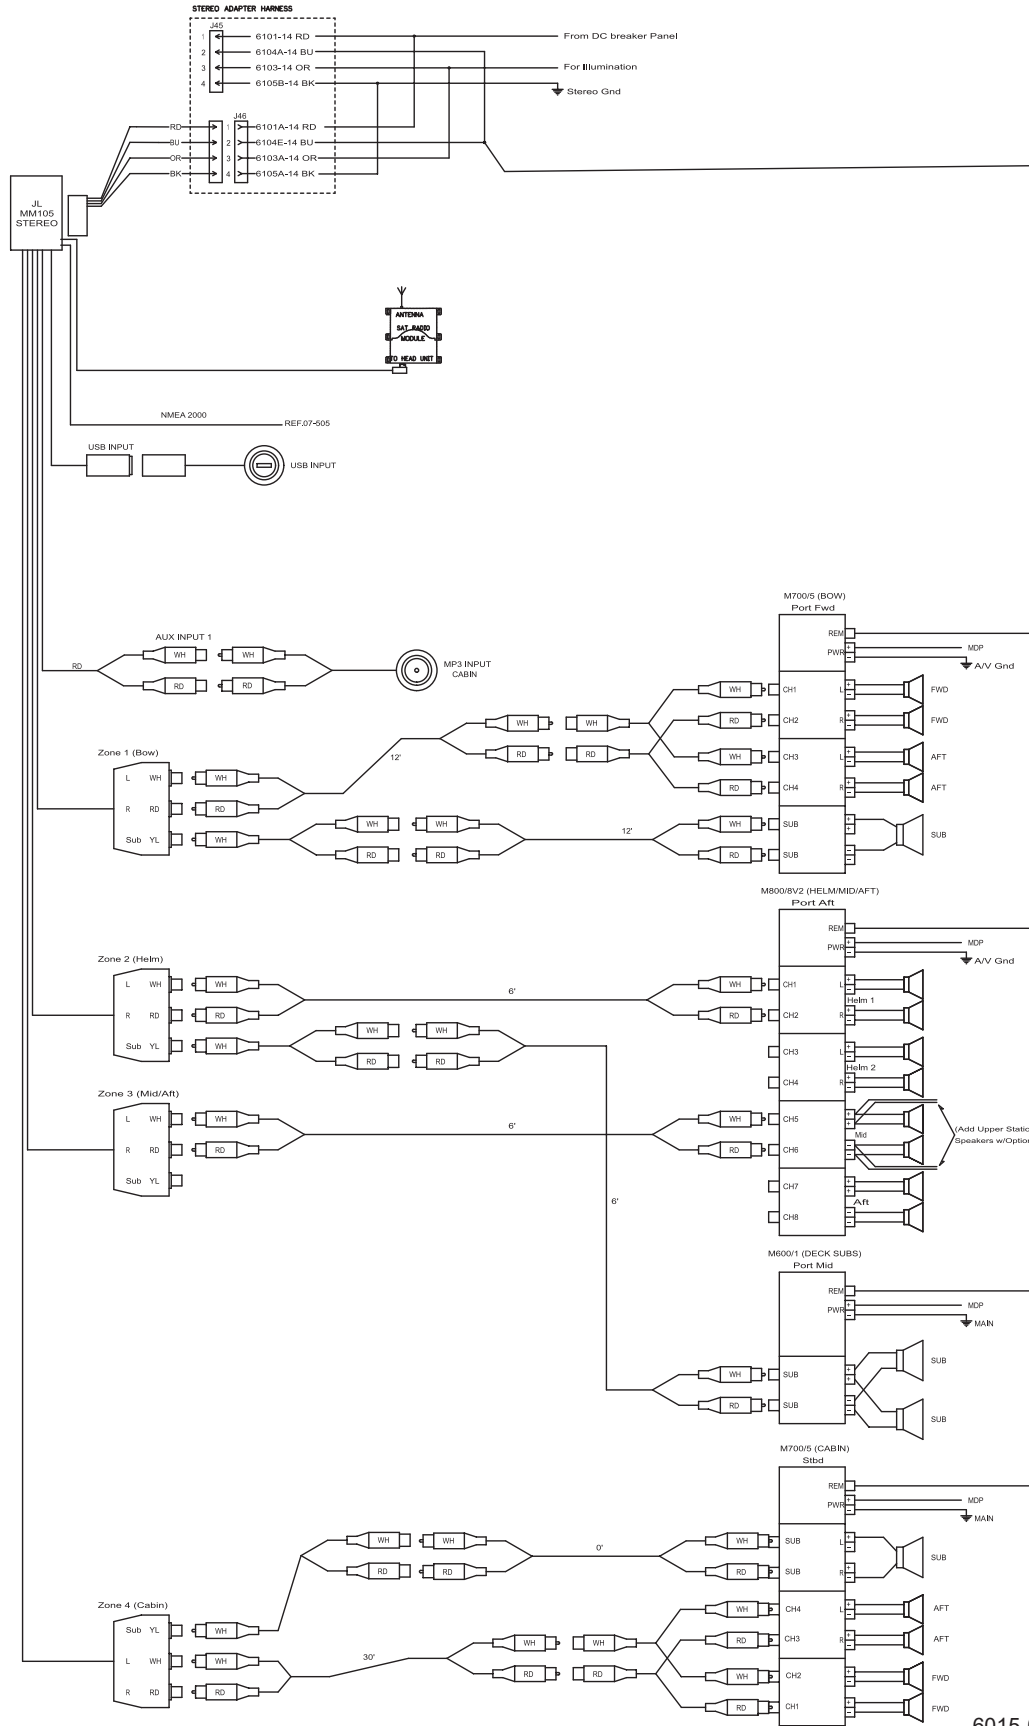 STEREO ADAPTER HARNESS
J45
1 6101-14 RD From DC breaker Panel
2 6104A-14 BU
3 6103-14 OR For Illumination
4 6105B-14 BK
Stereo Gnd
J46
RD 1 6101A-14 RD
BU 2 6104E-14 BU
OR 3 6103A-14 OR
BK 4 6105A-14 BK
JL
MM105
STEREO
ANTENNA
SAT RADIO
MODULE
TO HEAD UNIT
NMEA 2000
REF.07-505
USB INPUT
USB INPUT
M700/5 (BOW)
Port Fwd
REM
PWR + - MDP
A/V Gnd
AUX INPUT 1
RD WH WH
RD RD
MP3 INPUT
CABIN
WH CH1 L + - FWD
RD CH2 R + - FWD
WH WH
RD RD
WH CH3 L + - AFT
RD CH4 R + - AFT
12'
Zone 1 (Bow)
L WH WH
R RD RD
Sub YL WH
WH WH
RD RD
12'
WH SUB + +
RD SUB - -
SUB
M800/8V2 (HELM/MID/AFT)
Port Aft
REM
PWR + - MDP
A/V Gnd
Zone 2 (Helm)
L WH WH
R RD RD
Sub YL WH
WH WH
RD RD
6'
WH CH1 L + -
Helm 1
RD CH2 R + -
CH3 L + -
Helm 2
CH4 R + -
Zone 3 (Mid/Aft)
L WH WH
R RD RD
Sub YL
6'
WH CH5 + +
Mid
RD CH6 - -
(Add Upper Static
Speakers w/Option
CH7 + +
Aft
CH8 - -
6'
M600/1 (DECK SUBS)
Port Mid
REM
PWR + - MDP
MAIN
WH SUB + +
RD SUB - -
SUB
SUB
M700/5 (CABIN)
Stbd
REM
PWR + - MDP
MAIN
WH WH
RD RD
0'
WH SUB L + -
RD SUB R + -
SUB
Zone 4 (Cabin)
Sub YL WH
L WH WH
R RD RD
30'
WH WH
RD RD
WH CH4 L + - AFT
RD CH3 R + - AFT
WH CH2 + - FWD
RD CH1 + - FWD